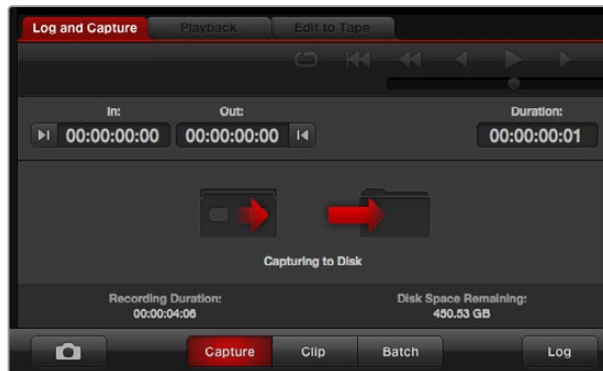 Log and Capture Playback Edit to Tape
In: Out: Duration:
00:00:00:00 00:00:00:00 00:00:00:01
Capturing to Disk
Recording Duration: Disk Space Remaining:
00:00:04:06 450.53 GB
Capture Clip Batch Log